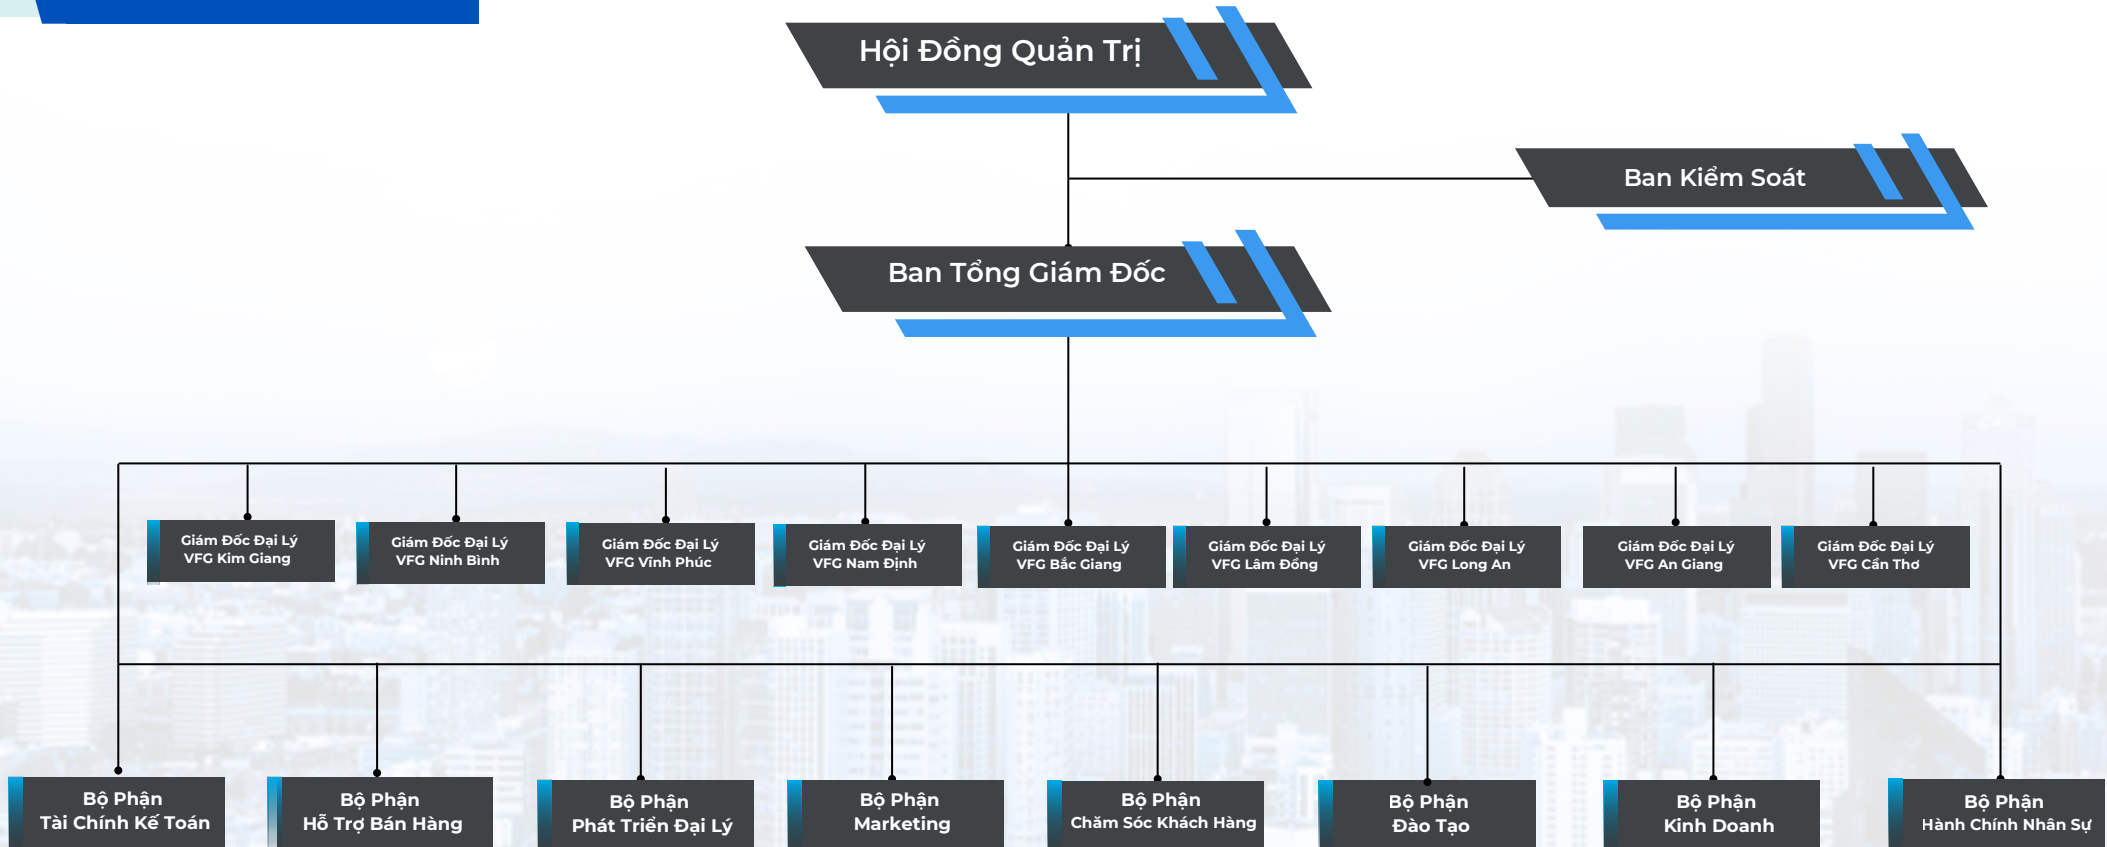 Hội Đồng Quản Trị
Ban Kiểm Soát
Ban Tổng Giám Đốc
Giám Đốc Đại Lý
VFG Kim Giang
Giám Đốc Đại Lý
VFG Ninh Bình
Giám Đốc Đại Lý
VFG Vĩnh Phúc
Giám Đốc Đại Lý
VFG Nam Định
Giám Đốc Đại Lý
VFG Bắc Giang
Giám Đốc Đại Lý
VFG Lâm Đồng
Giám Đốc Đại Lý
VFG Long An
Giám Đốc Đại Lý
VFG An Giang
Giám Đốc Đại Lý
VFG Cần Thơ
Bộ Phận
Tài Chính Kế Toán
Bộ Phận
Hỗ Trợ Bán Hàng
Bộ Phận
Phát Triển Đại Lý
Bộ Phận
Marketing
Bộ Phận
Chăm Sóc Khách Hàng
Bộ Phận
Đào Tạo
Bộ Phận
Kinh Doanh
Bộ Phận
Hành Chính Nhân Sự